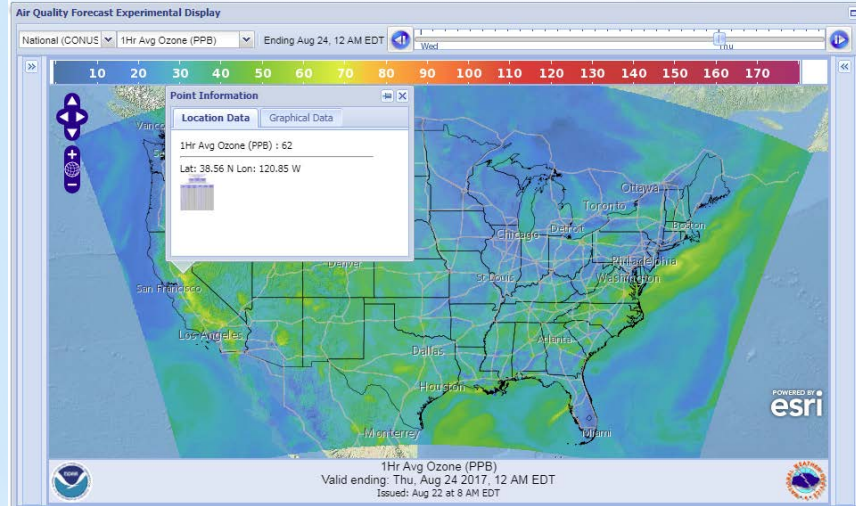 Air Quality Forecast Experimental Display
National (CONUS
1Hr Avg Ozone (PPB)
Ending Aug 24, 12 AM EDT
Wed
Thu
10 20 30 40 50 60 70 80 90 100 110 120 130 140 150 160 170
Point Information
Location Data
Graphical Data
1Hr Avg Ozone (PPB) : 62
Lat: 38.56 N Lon: 120.85 W
Vanco
Se
Ottawa
Toronto
Chicago
Detroit
Boston
Denver
St Louis
Philadelphia
Washington
San Francisco
Los Angeles
Dallas
Atlanta
Houston
Monterrey
Miami
POWERED BY
esri
1Hr Avg Ozone (PPB)
Valid ending: Thu, Aug 24 2017, 12 AM EDT
Issued: Aug 22 at 8 AM EDT